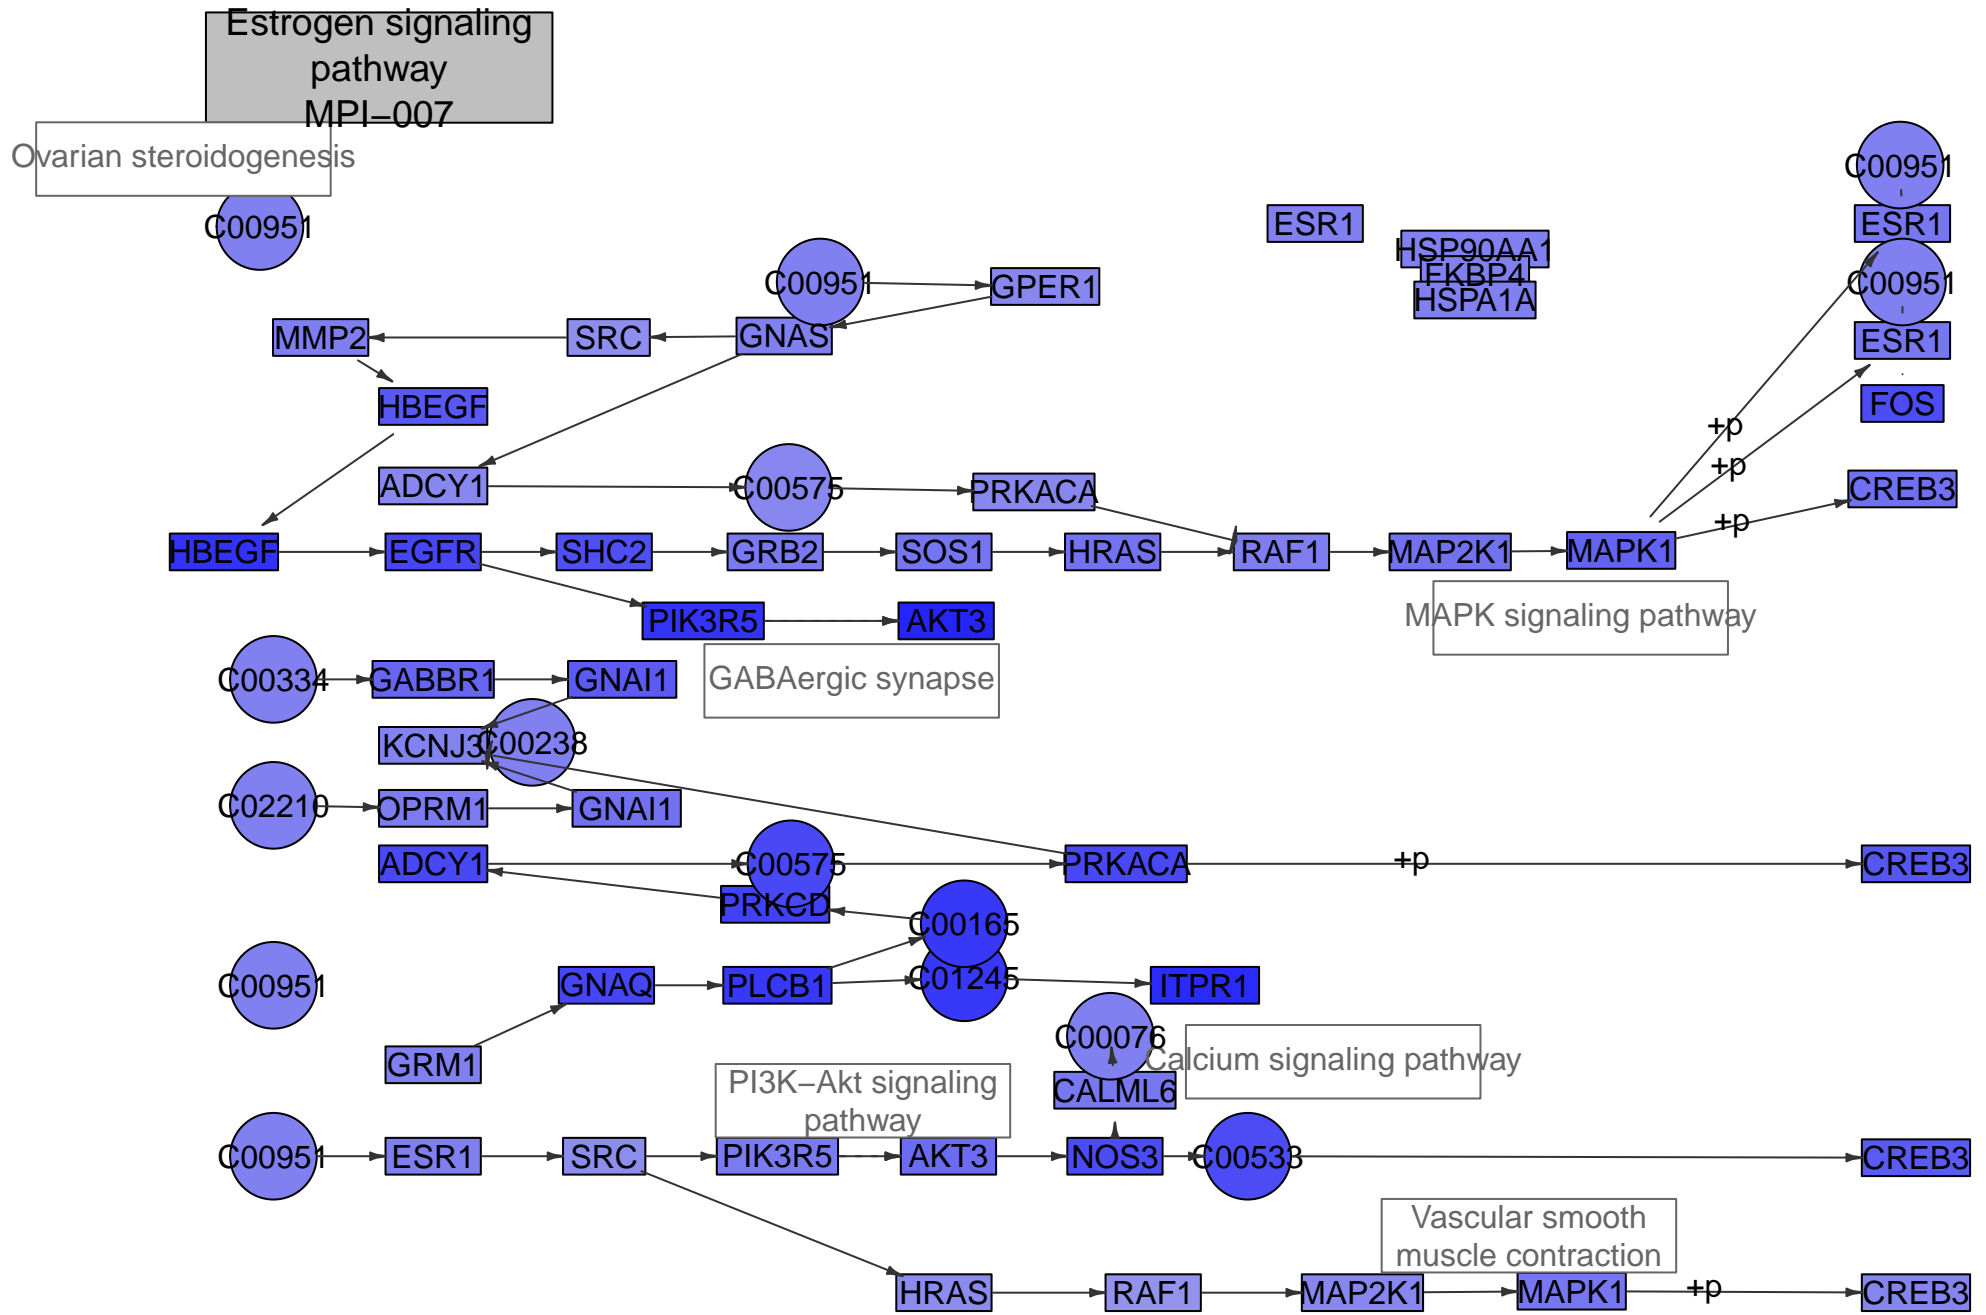 Estrogen signaling
pathway
MPI−007
Ovarian steroidogenesis
C00951
C00951
ESR1
C00951
ESR1
HSP90AA1
FKBP4
HSPA1A
C00951
GPER1
C00951
ESR1
MMP2
SRC
GNAS
HBEGF
FOS
+p
+p
ADCY1
C00575
PRKACA
CREB3
+p
HBEGF
EGFR
SHC2
GRB2
SOS1
HRAS
RAF1
MAP2K1
MAPK1
PIK3R5
AKT3
MAPK signaling pathway
C00334
GABBR1
GNAI1
GABAergic synapse
KCNJ3
C00238
C02210
OPRM1
GNAI1
ADCY1
C00575
PRKACA
+p
CREB3
PRKCD
C00165
C00951
GNAQ
PLCB1
C01245
ITPR1
C00076
Calcium signaling pathway
GRM1
CALML6
PI3K−Akt signaling
pathway
C00951
ESR1
SRC
PIK3R5
AKT3
NOS3
C00533
CREB3
Vascular smooth
muscle contraction
HRAS
RAF1
MAP2K1
MAPK1
+p
CREB3